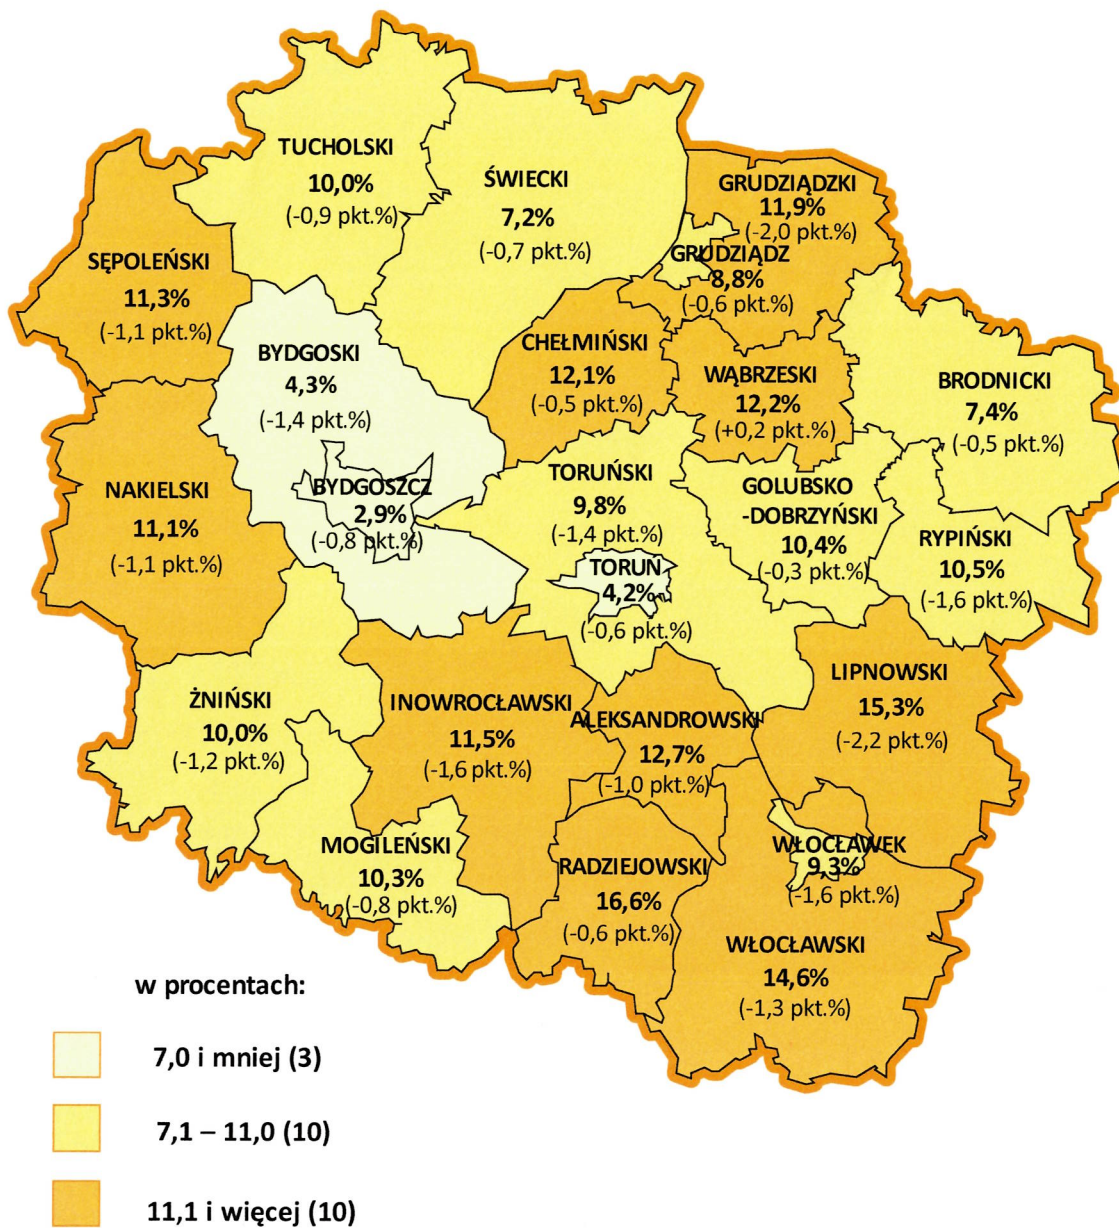 TUCHOLSKI
10,0%
(-0,9 pkt.%)
ŚWIECKI
7,2%
(-0,7 pkt.%)
GRUDZIĄDZKI
11,9%
(-2,0 pkt.%)
GRUDZIĄDZ
8,8%
(-0,6 pkt.%)
SĘPOLEŃSKI
11,3%
(-1,1 pkt.%)
BYDGOSKI
4,3%
(-1,4 pkt.%)
CHEŁMIŃSKI
12,1%
(-0,5 pkt.%)
WĄBRZESKI
12,2%
(+0,2 pkt.%)
BRODNICKI
7,4%
(-0,5 pkt.%)
NAKIELSKI
11,1%
(-1,1 pkt.%)
BYDGOSZCZ
2,9%
(-0,8 pkt.%)
TORUŃSKI
9,8%
(-1,4 pkt.%)
TORUŃ
4,2%
(-0,6 pkt.%)
GOLUBSKO
-DOBRZYŃSKI
10,4%
(-0,3 pkt.%)
RYPIŃSKI
10,5%
(-1,6 pkt.%)
ŻNIŃSKI
10,0%
(-1,2 pkt.%)
INOWROCŁAWSKI
11,5%
(-1,6 pkt.%)
ALEKSANDROWSKI
12,7%
(-1,0 pkt.%)
LIPNOWSKI
15,3%
(-2,2 pkt.%)
MOGILEŃSKI
10,3%
(-0,8 pkt.%)
RADZIEJOWSKI
16,6%
(-0,6 pkt.%)
WŁOCŁAWEK
9,3%
(-1,6 pkt.%)
WŁOCŁAWSKI
14,6%
(-1,3 pkt.%)
w procentach:
7,0 i mniej (3)
7,1 – 11,0 (10)
11,1 i więcej (10)